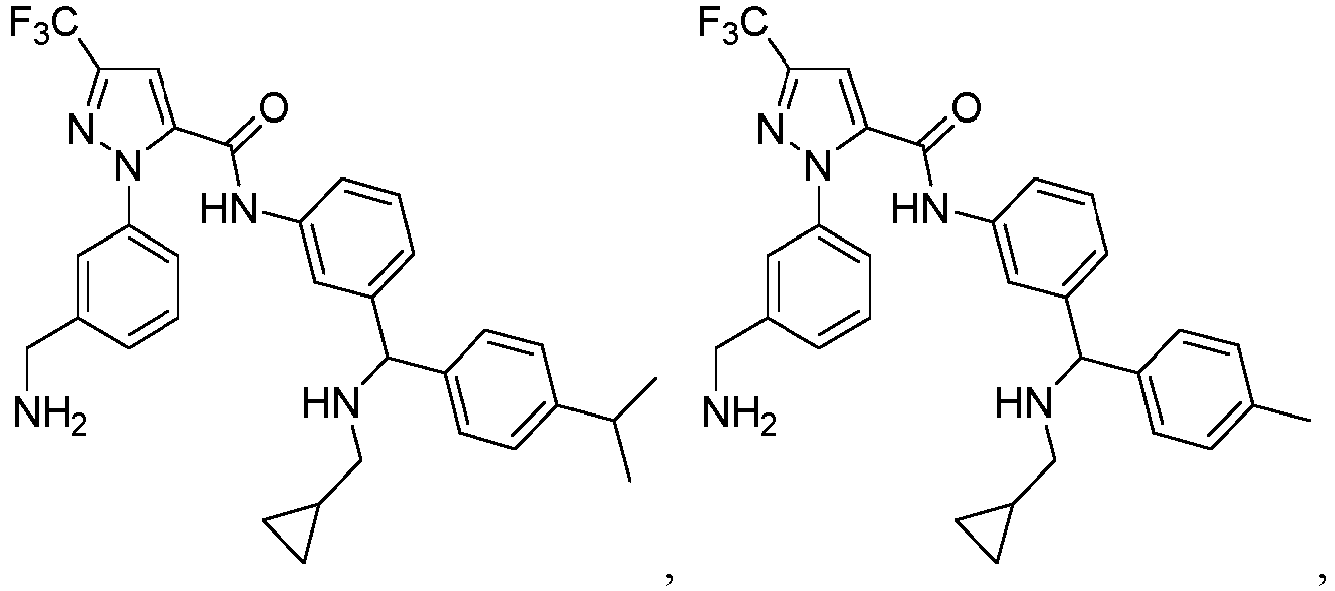 F3C F3C
O O
N N
N N
HN HN
NH2 HN NH2 HN
, ,